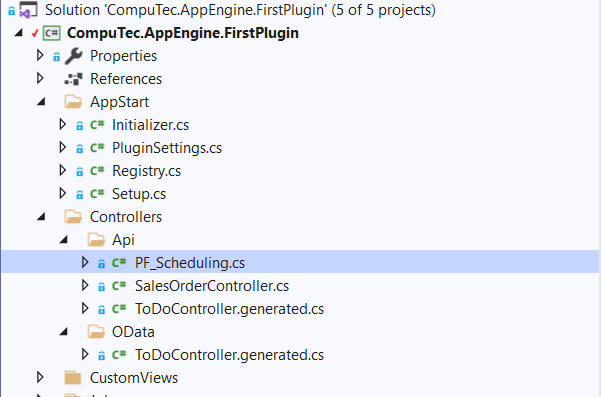 Solution 'CompuTec.AppEngine.FirstPlugin' (5 of 5 projects)
C# CompuTec.AppEngine.FirstPlugin
Properties
References
AppStart
C# Initializer.cs
C# PluginSettings.cs
C# Registry.cs
C# Setup.cs
Controllers
Api
C# PF_Scheduling.cs
C# SalesOrderController.cs
C# ToDoController.generated.cs
OData
C# ToDoController.generated.cs
CustomViews